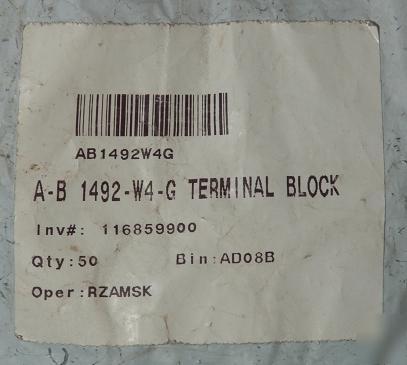 AB1492W4G
A-B 1492-W4-G TERMINAL BLOCK
Inv#: 116859900
Qty:50 Bin:AD08B
Oper:RZAMSK